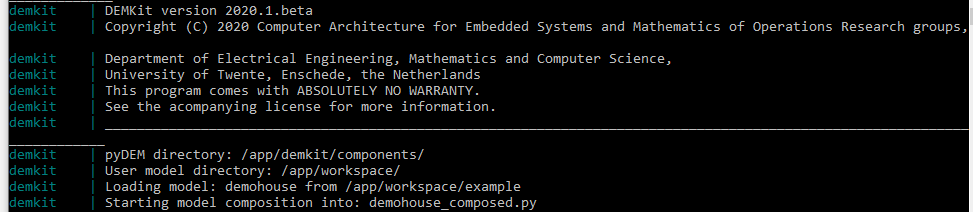 demkit | DEMKit version 2020.1.beta
demkit | Copyright (C) 2020 Computer Architecture for Embedded Systems and Mathematics of Operations Research groups,
demkit | Department of Electrical Engineering, Mathematics and Computer Science,
demkit | University of Twente, Enschede, the Netherlands
demkit | This program comes with ABSOLUTELY NO WARRANTY.
demkit | See the acompanying license for more information.
demkit |
demkit | pyDEM directory: /app/demkit/components/
demkit | User model directory: /app/workspace/
demkit | Loading model: demohouse from /app/workspace/example
demkit | Starting model composition into: demohouse_composed.py